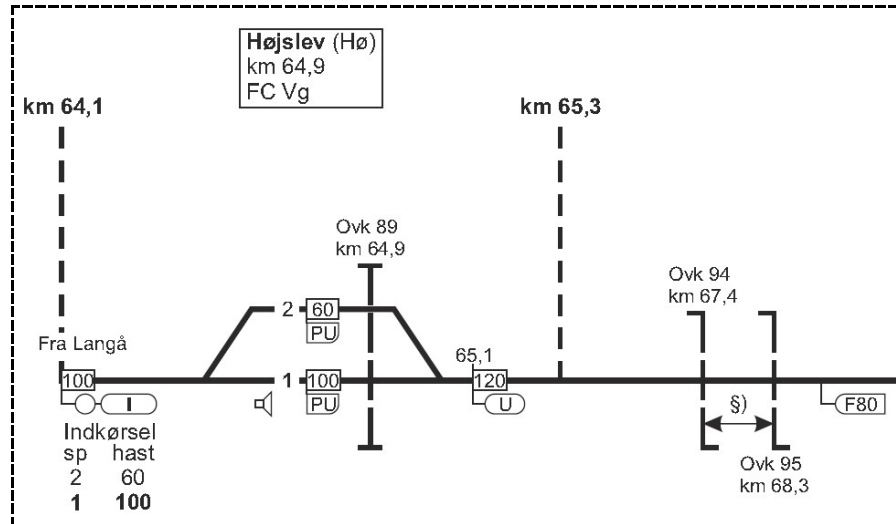 Højslev (Hø)
km 64,9
FC Vg
km 64,1
km 65,3
Ovk 89
km 64,9
Ovk 94
km 67,4
2 60
PU
Fra Langå
65,1
100
1 100
120
PU
I
U
§)
F80
Indkørsel
sp hast
2 60
1 100
Ovk 95
km 68,3